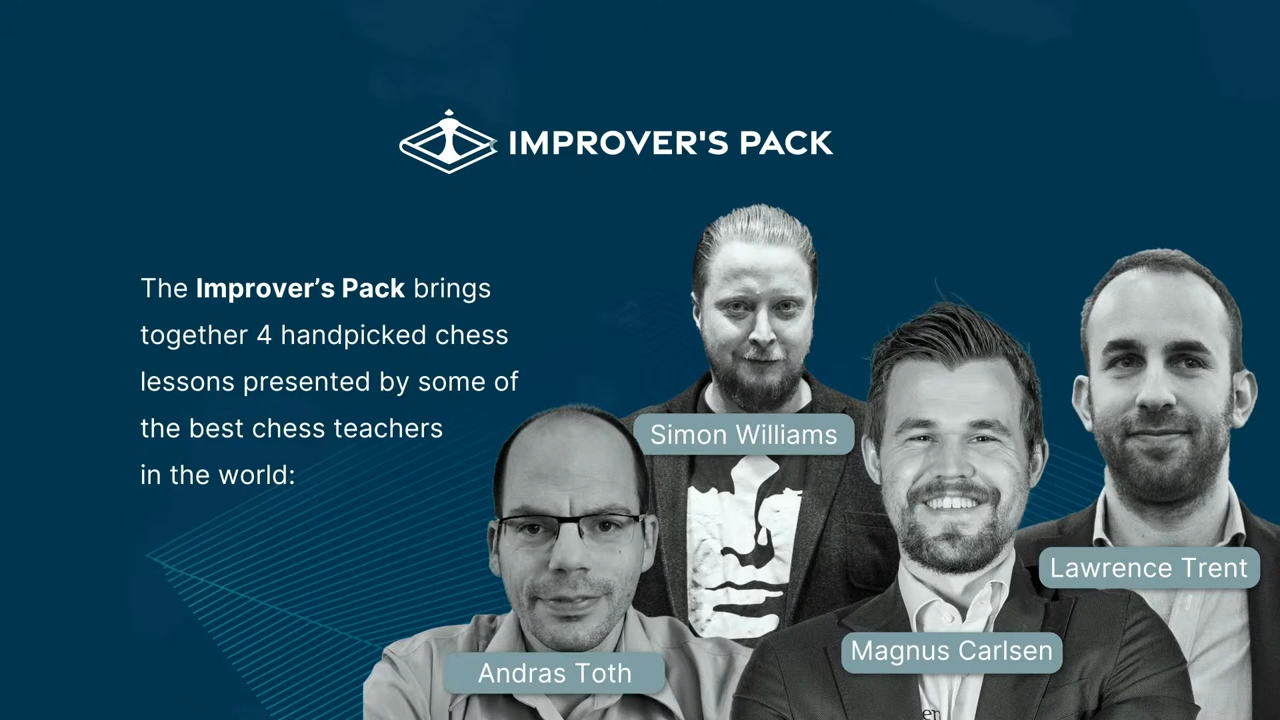 IMPROVER'S PACK
The Improver’s Pack brings
together 4 handpicked chess
lessons presented by some of
the best chess teachers
in the world:
Simon Williams
Lawrence Trent
Magnus Carlsen
Andras Toth